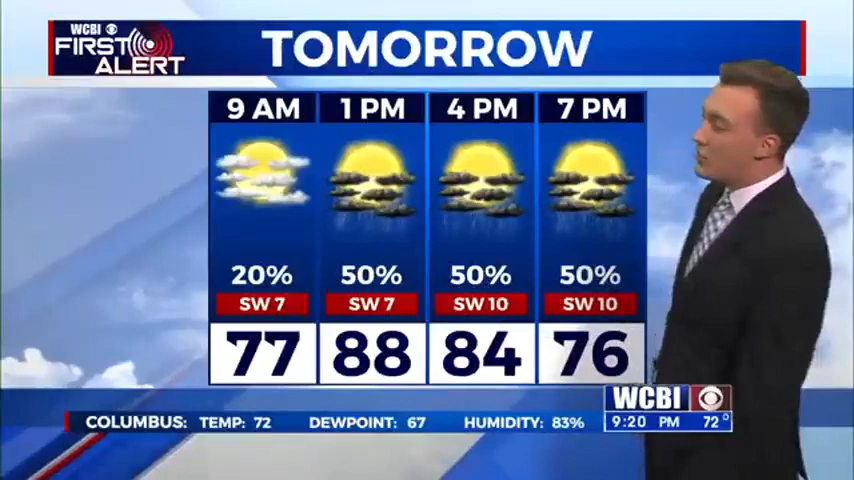 WCBI
FIRST
ALERT
TOMORROW
9 AM 1 PM 4 PM 7 PM
20% 50% 50% 50%
SW 7 SW 7 SW 10 SW 10
77 88 84 76
WCBI
COLUMBUS: TEMP: 72 DEWPOINT: 67 HUMIDITY: 83%
9:20 PM 72°